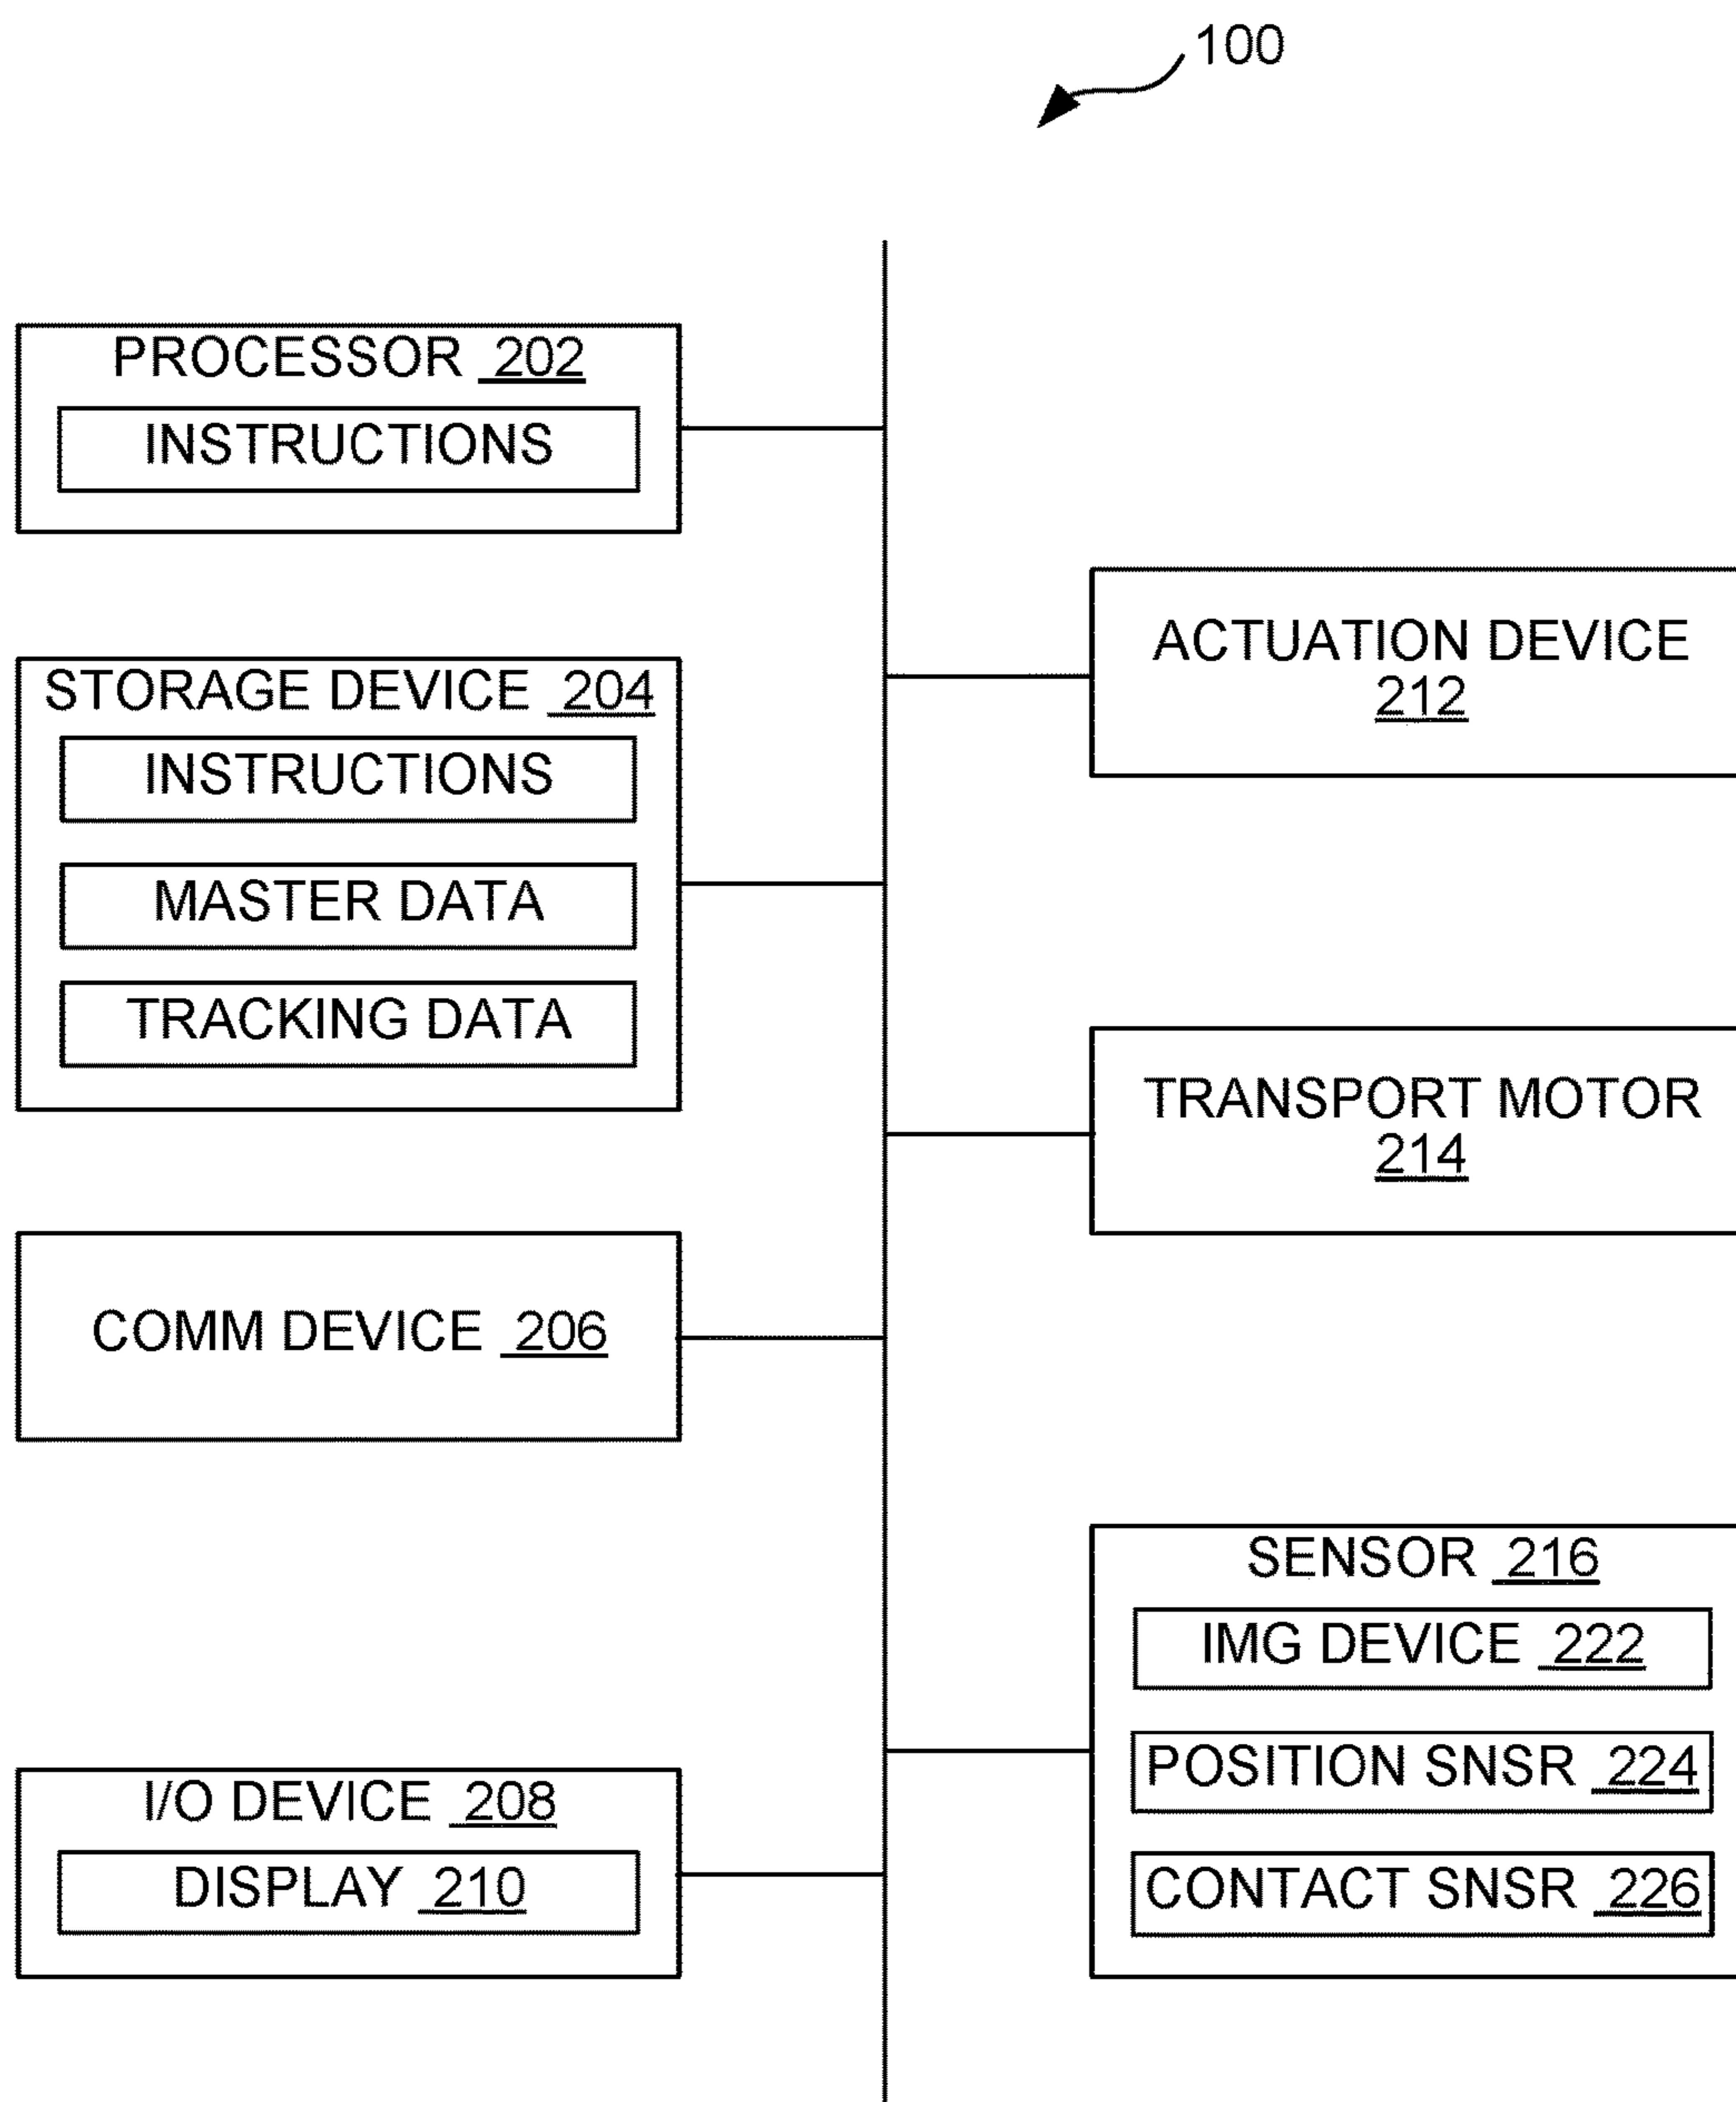 100
PROCESSOR 202
INSTRUCTIONS
STORAGE DEVICE 204
INSTRUCTIONS
MASTER DATA
TRACKING DATA
COMM DEVICE 206
I/O DEVICE 208
DISPLAY 210
ACTUATION DEVICE
212
TRANSPORT MOTOR
214
SENSOR 216
IMG DEVICE 222
POSITION SNSR 224
CONTACT SNSR 226